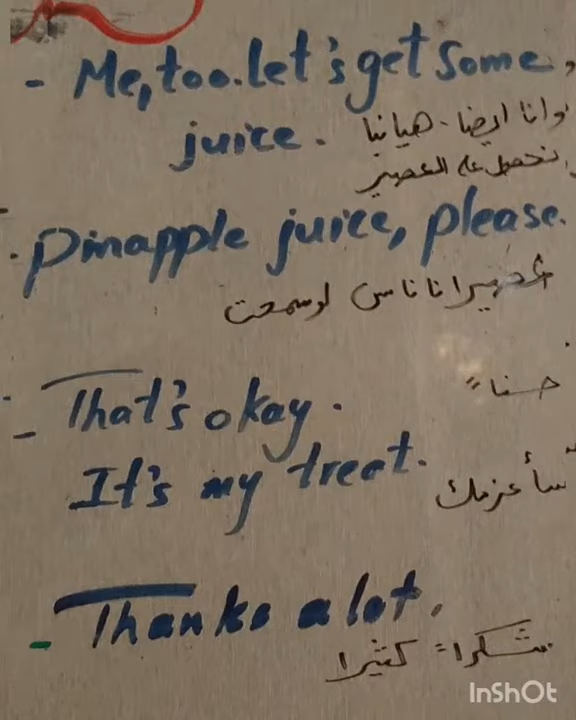 - Me, too. let's get some
juice.
وانا ايضا - هيا بنا
نحصل على العصير
. pinapple juice, please.
عصير اناناس لو سمحت
- That's okay.
حسناً
It's my treat.
سأعزمك
- Thanks a lot.
شكراً كثيرا
InShOt